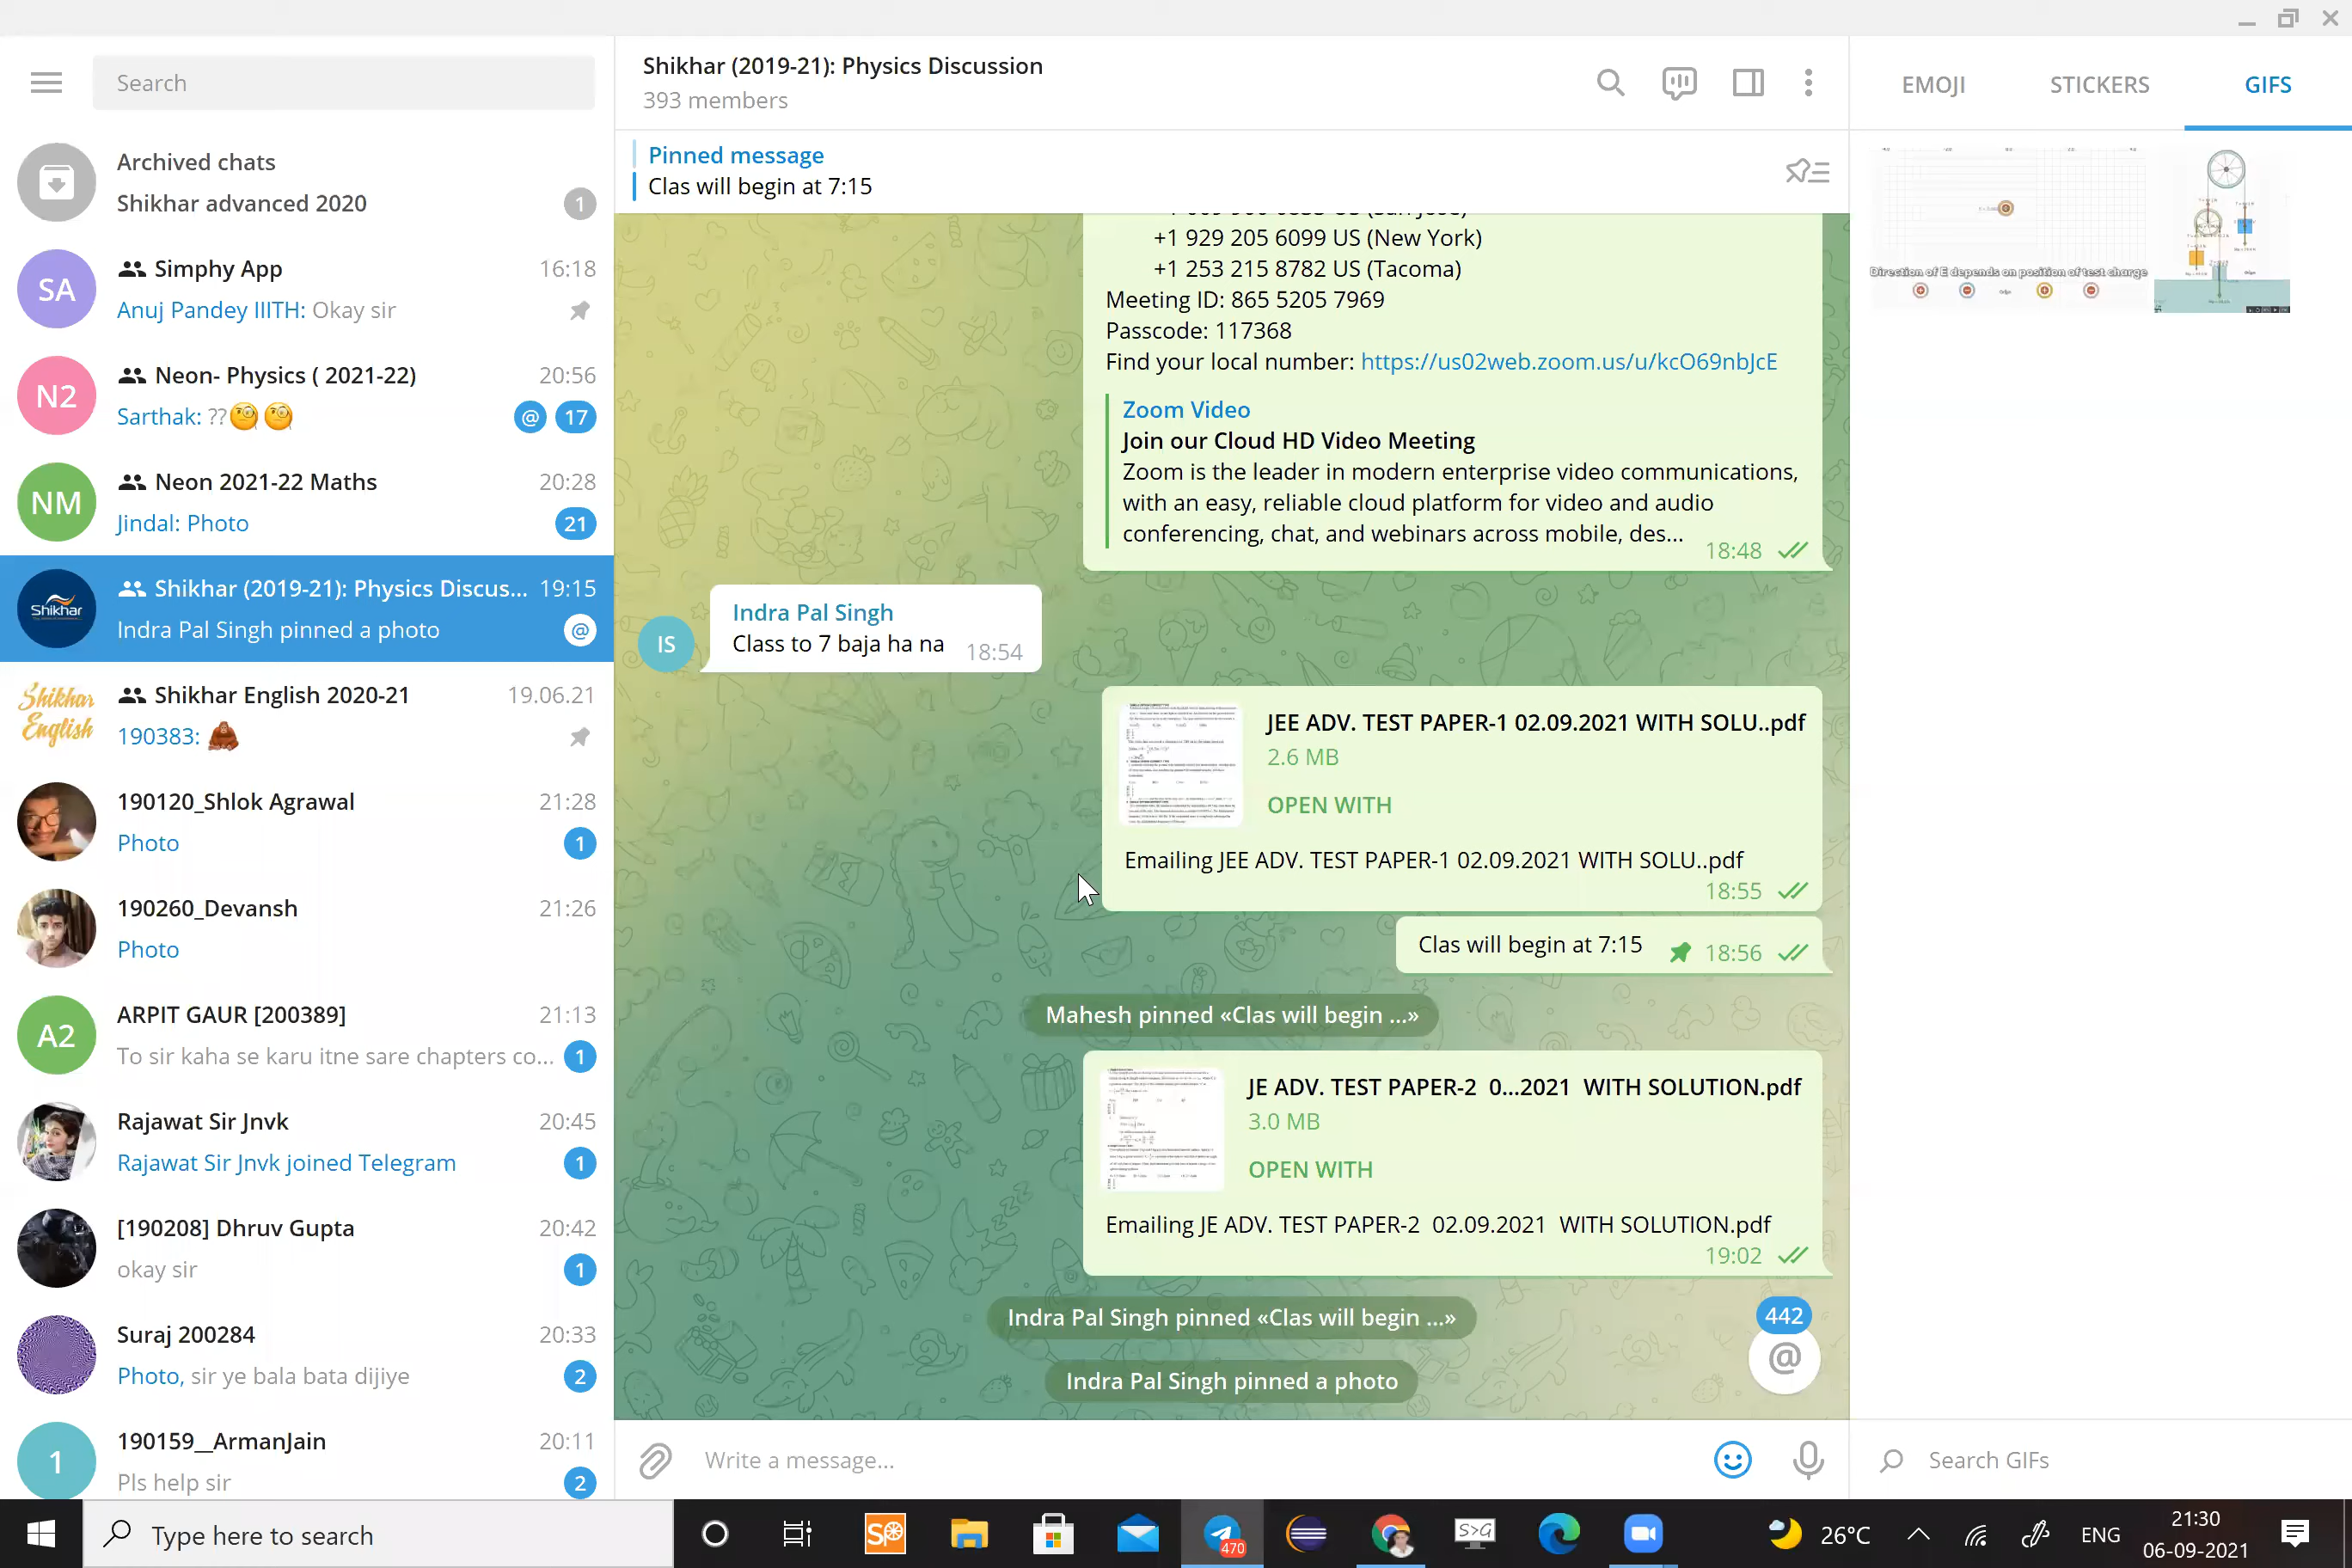 Search
Archived chats
Shikhar advanced 2020
1
SA
Simphy App
16:18
Anuj Pandey IIITH: Okay sir
N2
Neon- Physics ( 2021-22)
20:56
Sarthak: ??🧐🧐
@
17
NM
Neon 2021-22 Maths
20:28
Jindal: Photo
21
Shikhar
Shikhar (2019-21): Physics Discus...
19:15
Indra Pal Singh pinned a photo
@
Shikhar English
Shikhar English 2020-21
19.06.21
190383: 🦧
190120_Shlok Agrawal
21:28
Photo
1
190260_Devansh
21:26
Photo
A2
ARPIT GAUR [200389]
21:13
To sir kaha se karu itne sare chapters co...
1
Rajawat Sir Jnvk
20:45
Rajawat Sir Jnvk joined Telegram
1
[190208] Dhruv Gupta
20:42
okay sir
1
Suraj 200284
20:33
Photo, sir ye bala bata dijiye
2
1
190159__ArmanJain
20:11
Pls help sir
2
Shikhar (2019-21): Physics Discussion
393 members
Pinned message
Clas will begin at 7:15
+1 929 205 6099 US (New York)
+1 253 215 8782 US (Tacoma)
Meeting ID: 865 5205 7969
Passcode: 117368
Find your local number: https://us02web.zoom.us/u/kcO69nbJcE
Zoom Video
Join our Cloud HD Video Meeting
Zoom is the leader in modern enterprise video communications,
with an easy, reliable cloud platform for video and audio
conferencing, chat, and webinars across mobile, des...
18:48
IS
Indra Pal Singh
Class to 7 baja ha na
18:54
JEE ADV. TEST PAPER-1 02.09.2021 WITH SOLU..pdf
2.6 MB
OPEN WITH
Emailing JEE ADV. TEST PAPER-1 02.09.2021 WITH SOLU..pdf
18:55
Clas will begin at 7:15
18:56
Mahesh pinned «Clas will begin ...»
JE ADV. TEST PAPER-2  0...2021  WITH SOLUTION.pdf
3.0 MB
OPEN WITH
Emailing JE ADV. TEST PAPER-2  02.09.2021  WITH SOLUTION.pdf
19:02
Indra Pal Singh pinned «Clas will begin ...»
442
@
Indra Pal Singh pinned a photo
Write a message...
EMOJI
STICKERS
GIFS
Direction of E depends on position of test charge
Search GIFs
Type here to search
SP
470
S>G
26°C
ENG
21:30
06-09-2021